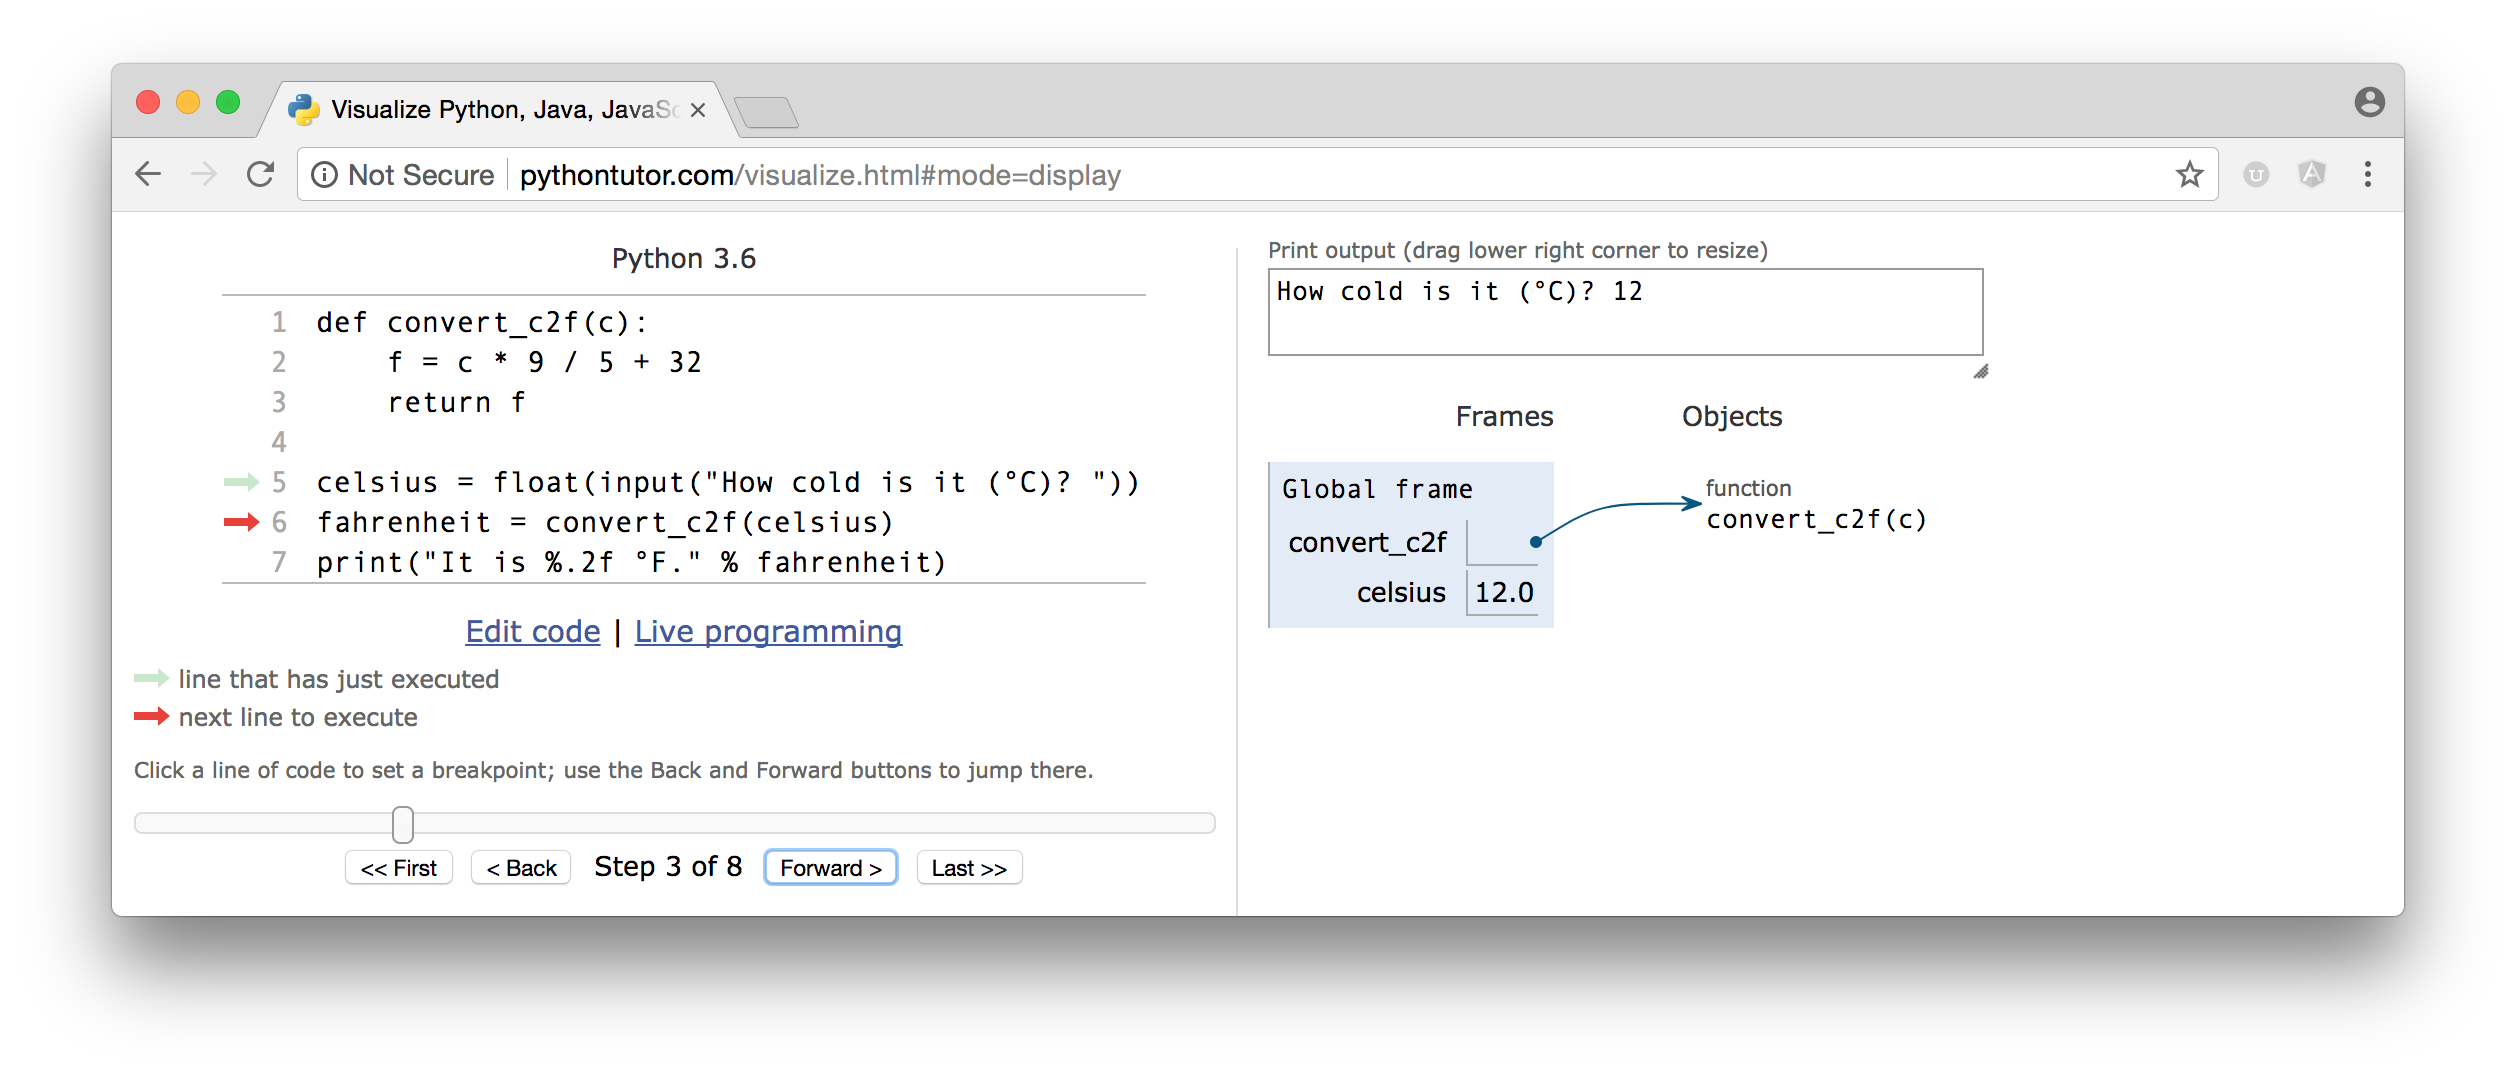 Visualize Python, Java, JavaSc
Not Secure | pythontutor.com/visualize.html#mode=display
Python 3.6
1 def convert_c2f(c):
2     f = c * 9 / 5 + 32
3     return f
4
5 celsius = float(input("How cold is it (°C)? "))
6 fahrenheit = convert_c2f(celsius)
7 print("It is %.2f °F." % fahrenheit)
Edit code | Live programming
line that has just executed
next line to execute
Click a line of code to set a breakpoint; use the Back and Forward buttons to jump there.
<< First < Back Step 3 of 8 Forward > Last >>
Print output (drag lower right corner to resize)
How cold is it (°C)? 12
Frames Objects
Global frame
convert_c2f
celsius 12.0
function
convert_c2f(c)